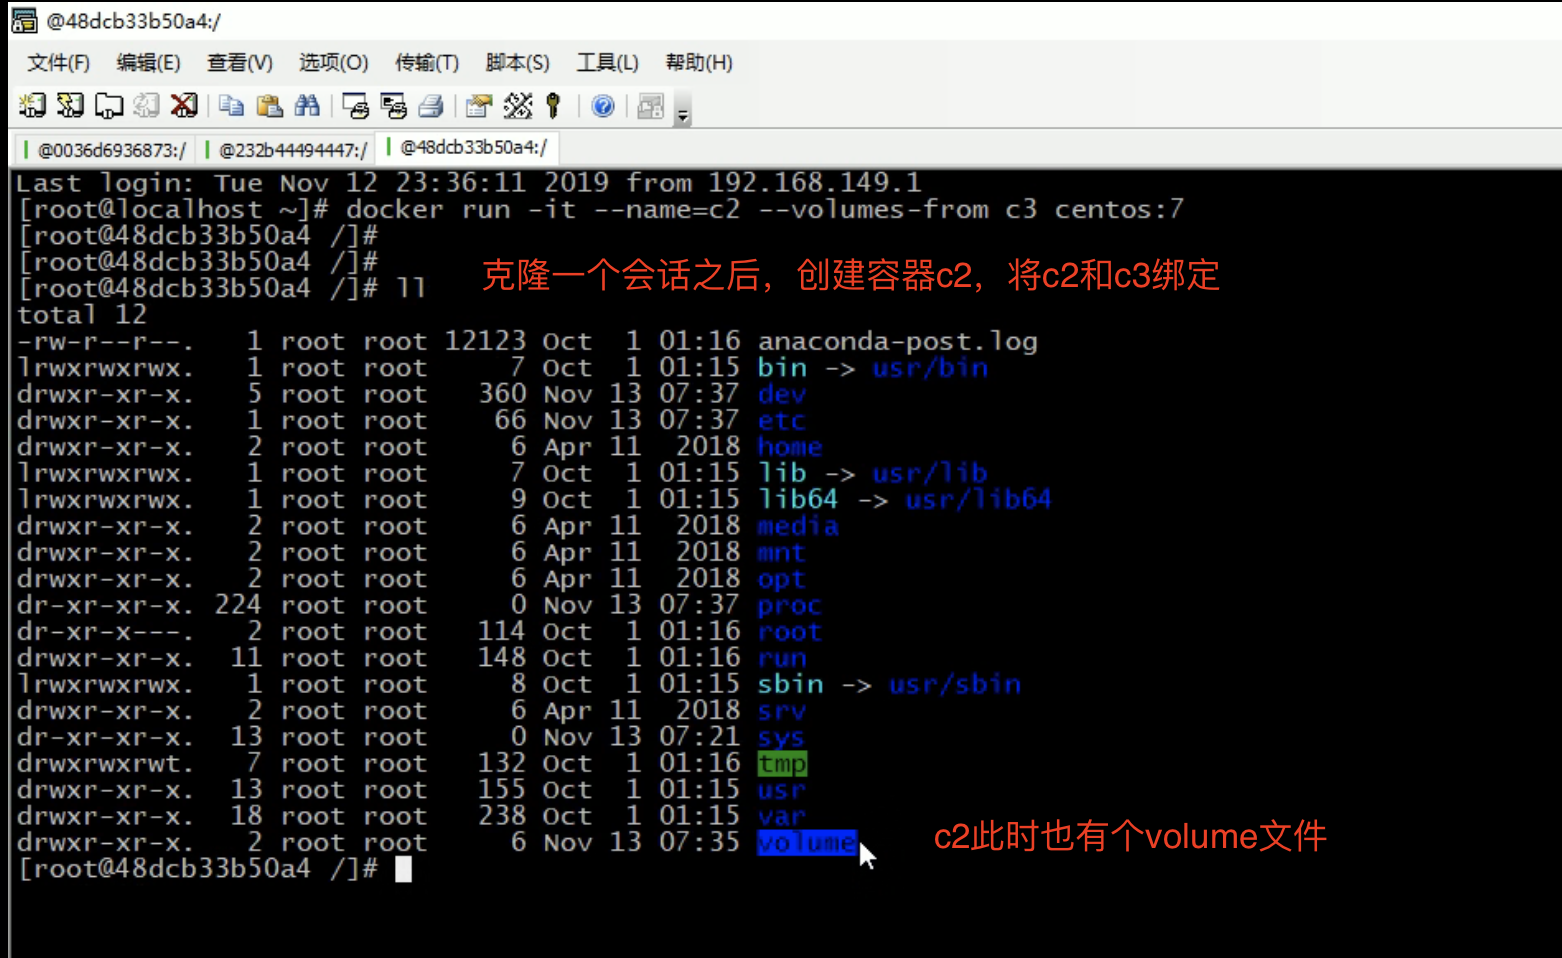 @48dcb33b50a4:/
文件(F) 编辑(E) 查看(V) 选项(O) 传输(T) 脚本(S) 工具(L) 帮助(H)
@0036d6936873:/ @232b44494447:/ @48dcb33b50a4:/
Last login: Tue Nov 12 23:36:11 2019 from 192.168.149.1
[root@localhost ~]# docker run -it --name=c2 --volumes-from c3 centos:7
[root@48dcb33b50a4 /]#
[root@48dcb33b50a4 /]#
[root@48dcb33b50a4 /]# ll
克隆一个会话之后，创建容器c2，将c2和c3绑定
total 12
-rw-r--r--. 1 root root 12123 Oct 1 01:16 anaconda-post.log
lrwxrwxrwx. 1 root root 7 Oct 1 01:15 bin -> usr/bin
drwxr-xr-x. 5 root root 360 Nov 13 07:37 dev
drwxr-xr-x. 1 root root 66 Nov 13 07:37 etc
drwxr-xr-x. 2 root root 6 Apr 11 2018 home
lrwxrwxrwx. 1 root root 7 Oct 1 01:15 lib -> usr/lib
lrwxrwxrwx. 1 root root 9 Oct 1 01:15 lib64 -> usr/lib64
drwxr-xr-x. 2 root root 6 Apr 11 2018 media
drwxr-xr-x. 2 root root 6 Apr 11 2018 mnt
drwxr-xr-x. 2 root root 6 Apr 11 2018 opt
dr-xr-xr-x. 224 root root 0 Nov 13 07:37 proc
dr-xr-x---. 2 root root 114 Oct 1 01:16 root
drwxr-xr-x. 11 root root 148 Oct 1 01:16 run
lrwxrwxrwx. 1 root root 8 Oct 1 01:15 sbin -> usr/sbin
drwxr-xr-x. 2 root root 6 Apr 11 2018 srv
dr-xr-xr-x. 13 root root 0 Nov 13 07:21 sys
drwxrwxrwt. 7 root root 132 Oct 1 01:16 tmp
drwxr-xr-x. 13 root root 155 Oct 1 01:15 usr
drwxr-xr-x. 18 root root 238 Oct 1 01:15 var
drwxr-xr-x. 2 root root 6 Nov 13 07:35 volume
c2此时也有个volume文件
[root@48dcb33b50a4 /]#